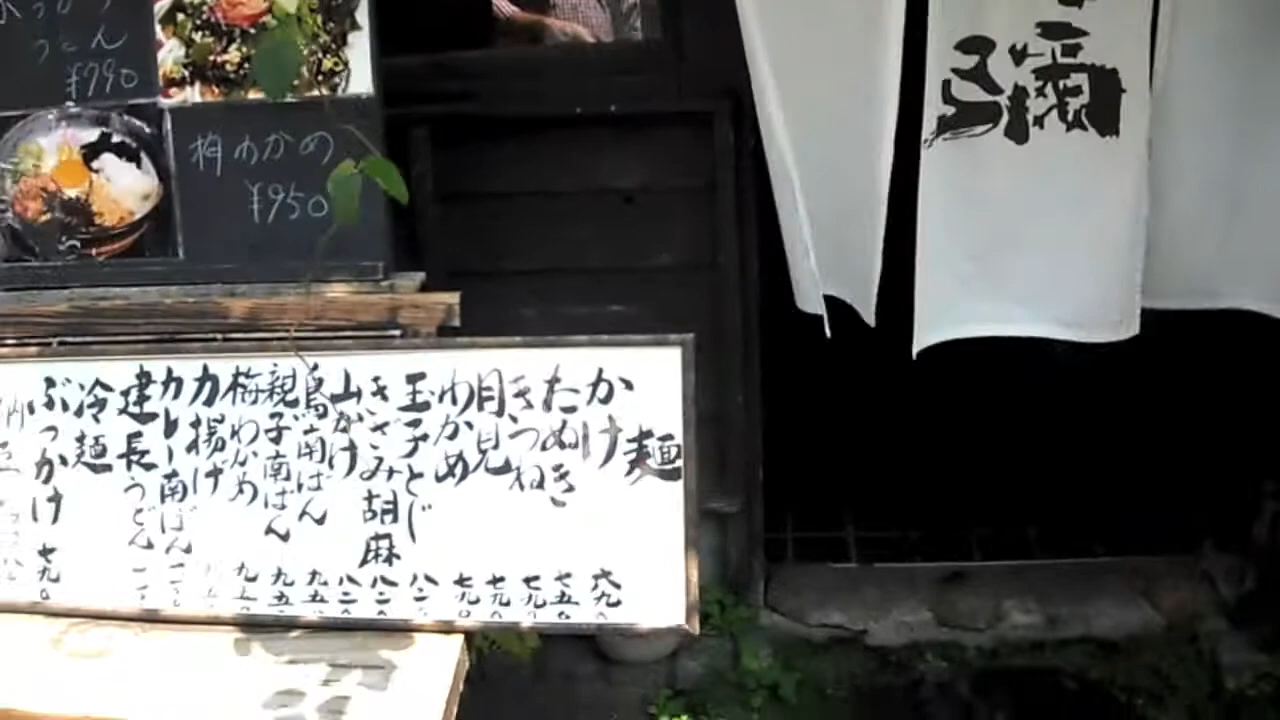 うどん
¥790
梅わかめ
¥950
彌
麺
かけ 六九〇
たぬき 七五〇
きつね 七九〇
月見 七九〇
わかめ 七九〇
玉子とじ 八二〇
きざみ胡麻 八二〇
山かけ 八二〇
鳥南ばん 九五〇
親子南ばん 九五〇
梅わかめ 九五〇
力揚げ
カレー南ばん
建長うどん
冷麺
ぶっかけ 七九〇